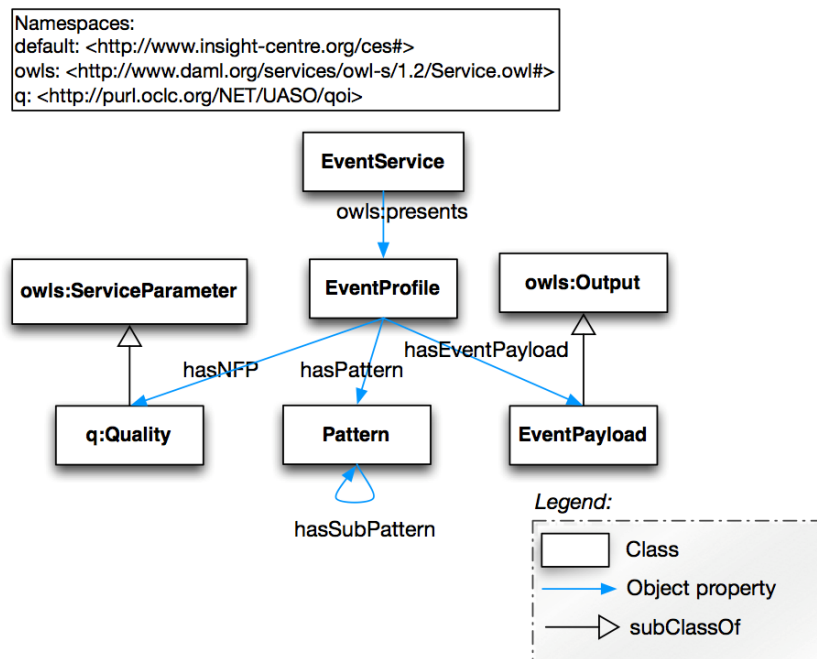 Namespaces:
default: <http://www.insight-centre.org/ces#>
owls: <http://www.daml.org/services/owl-s/1.2/Service.owl#>
q: <http://purl.oclc.org/NET/UASO/qoi>
EventService
owls:presents
owls:ServiceParameter
EventProfile
owls:Output
hasNFP
hasPattern
hasEventPayload
q:Quality
Pattern
EventPayload
hasSubPattern
Legend:
Class
Object property
subClassOf